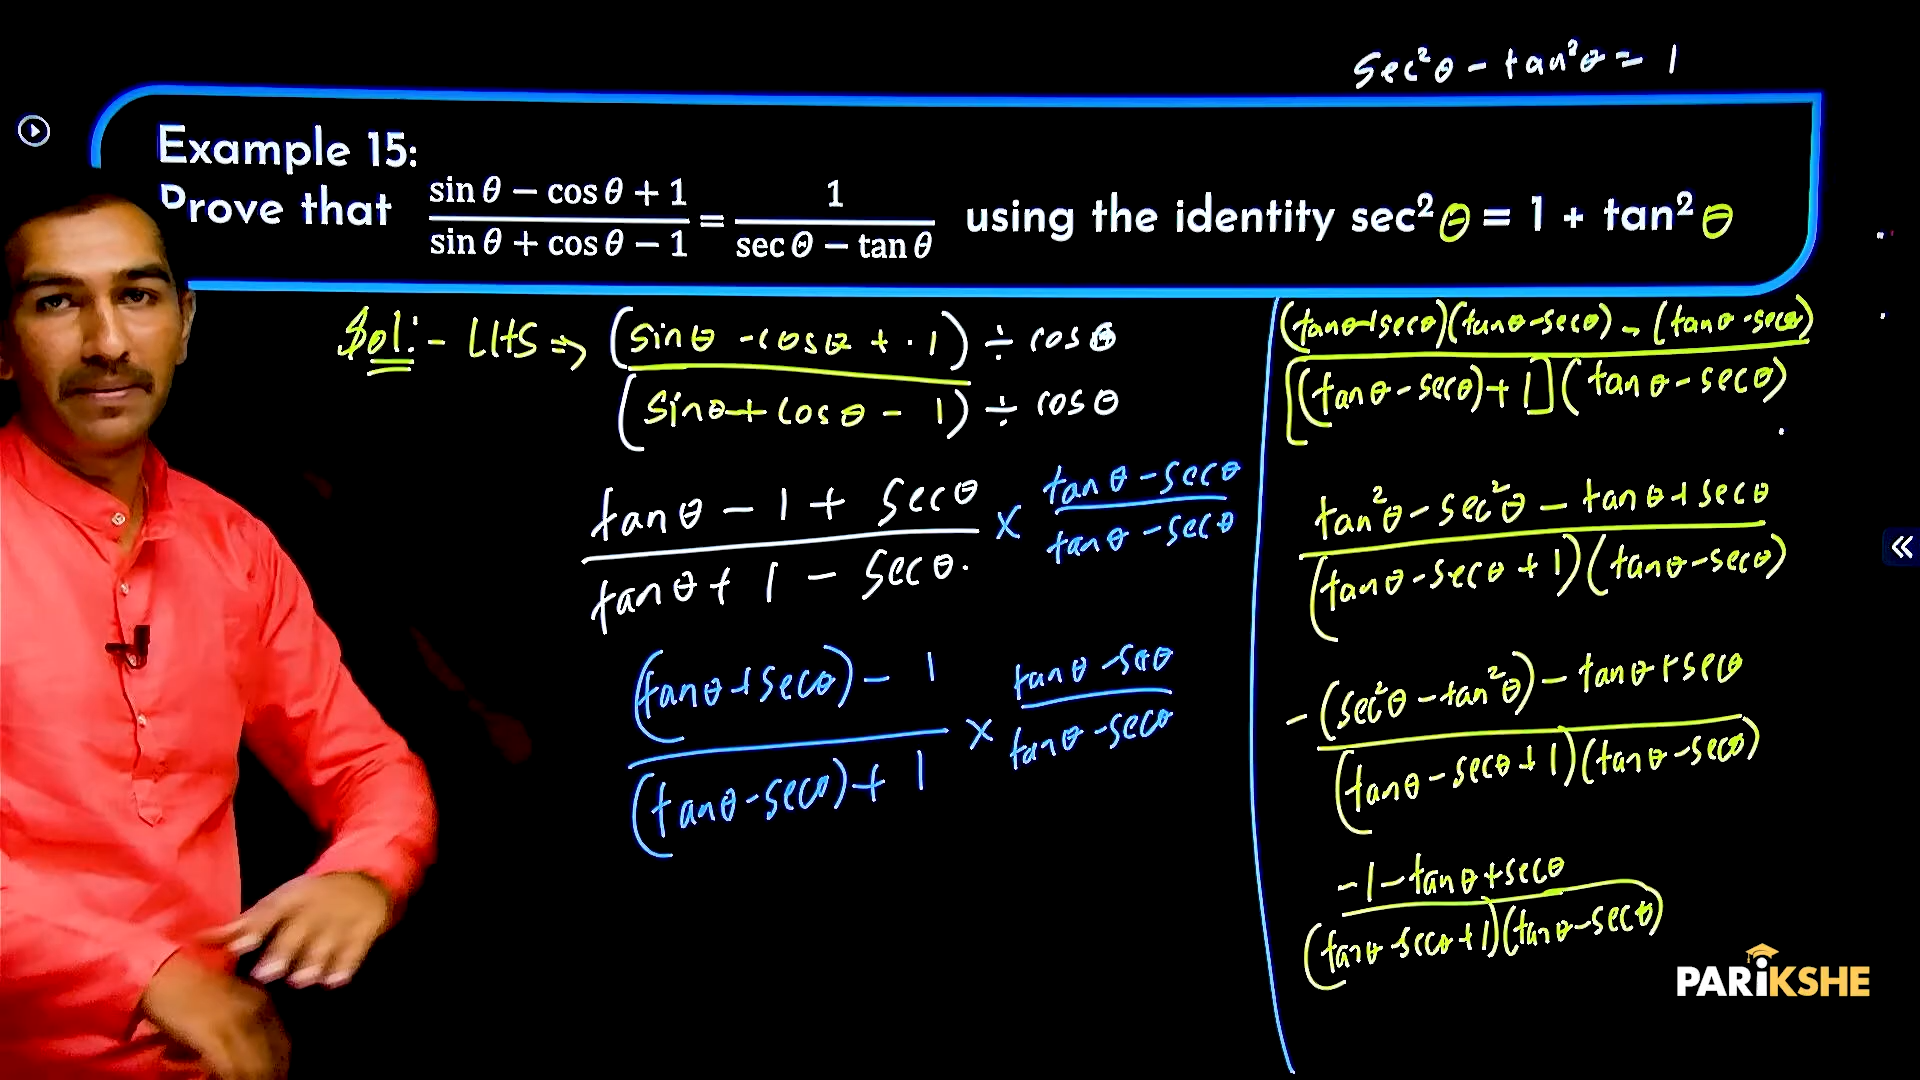 sec²θ - tan²θ = 1
Example 15:
Prove that (sin θ − cos θ + 1)/(sin θ + cos θ − 1) = 1/(sec θ − tan θ) using the identity sec² θ = 1 + tan² θ
Sol:- LHS ⇒ (sinθ - cosθ + 1) ÷ cosθ
(sinθ + cosθ - 1) ÷ cosθ
tanθ - 1 + secθ / tanθ + 1 - secθ. × tanθ - secθ / tanθ - secθ
(tanθ + secθ) - 1 / (tanθ - secθ) + 1 × tanθ - secθ / tanθ - secθ
(tanθ + secθ)(tanθ - secθ) - (tanθ - secθ)
[(tanθ - secθ) + 1](tanθ - secθ)
tan²θ - sec²θ - tanθ + secθ
(tanθ - secθ + 1)(tanθ - secθ)
-(sec²θ - tan²θ) - tanθ + secθ
(tanθ - secθ + 1)(tanθ - secθ)
-1 - tanθ + secθ
(tanθ - secθ + 1)(tanθ - secθ)
PARiKSHE